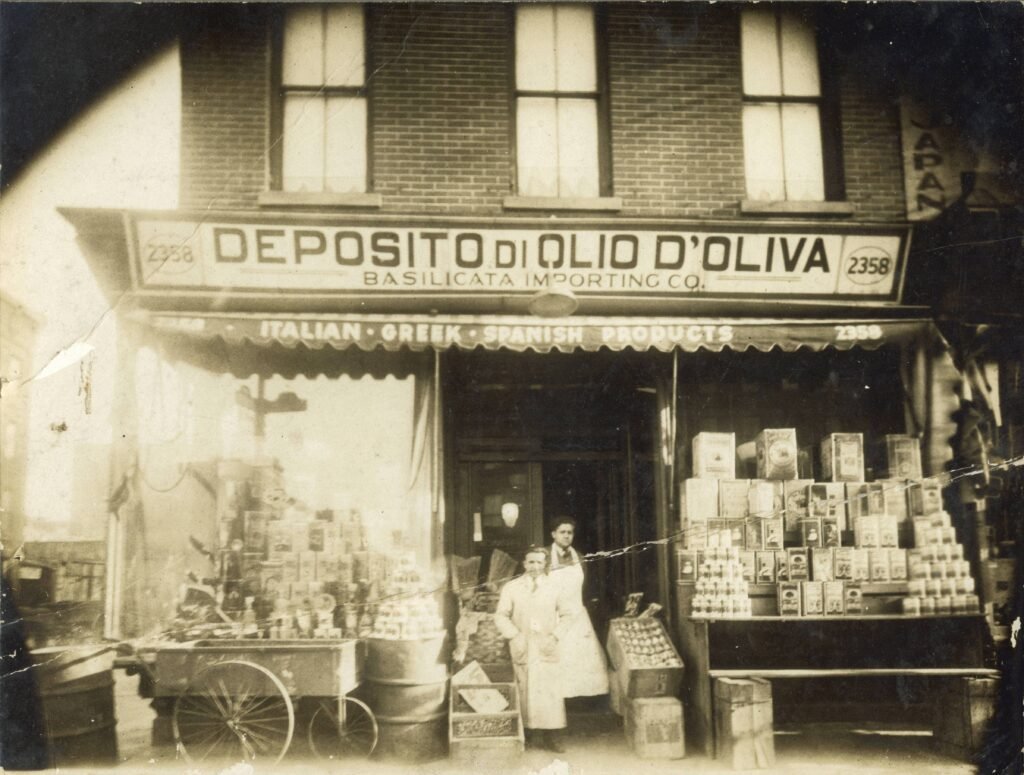 JAPAN
2358 DEPOSITO DI OLIO D'OLIVA 2358
BASILICATA IMPORTING CO.
ITALIAN · GREEK · SPANISH PRODUCTS 2358